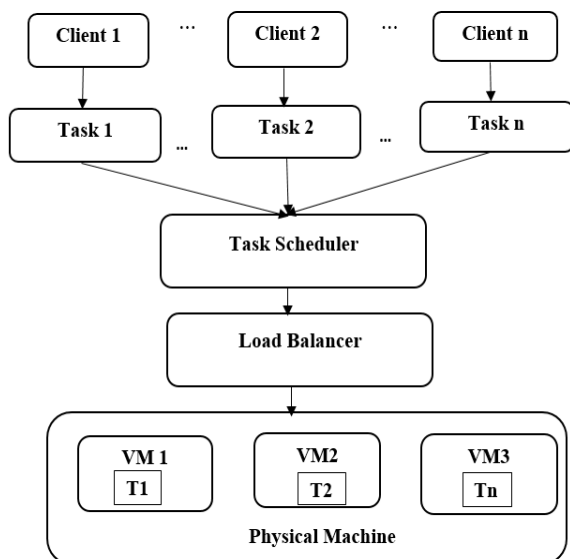 Client 1 ... Client 2 ... Client n
Task 1 ... Task 2 ... Task n
Task Scheduler
Load Balancer
VM 1 VM2 VM3
T1 T2 Tn
Physical Machine